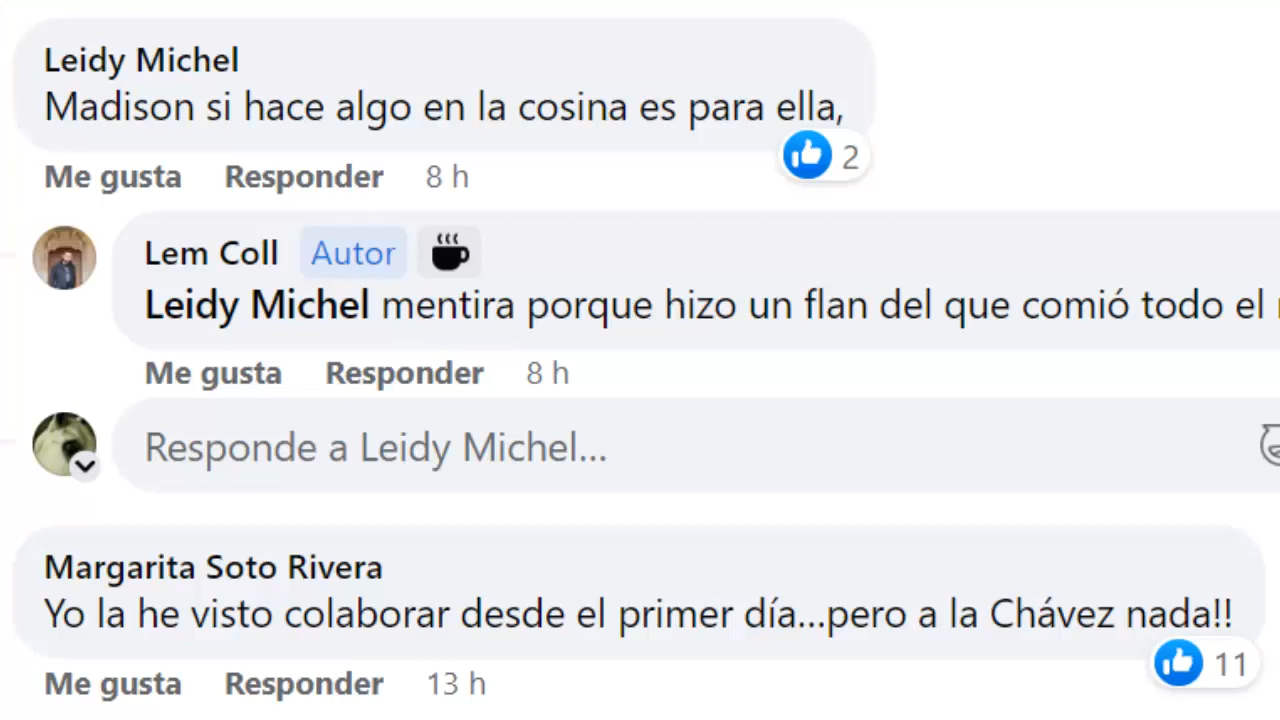 Leidy Michel
Madison si hace algo en la cosina es para ella,
2
Me gusta Responder 8 h
Lem Coll Autor
Leidy Michel mentira porque hizo un flan del que comió todo el
Me gusta Responder 8 h
Responde a Leidy Michel...
Margarita Soto Rivera
Yo la he visto colaborar desde el primer día...pero a la Chávez nada!!
11
Me gusta Responder 13 h